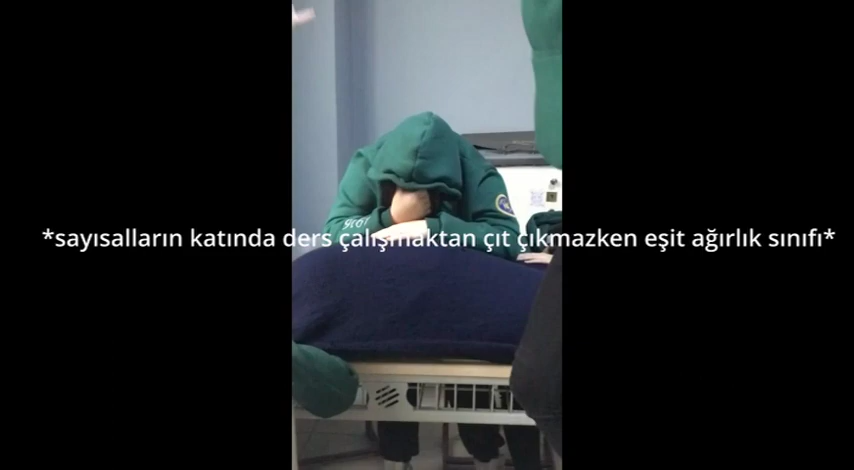 *sayısalların katında ders çalışmaktan çıt çıkmazken eşit ağırlık sınıfı*